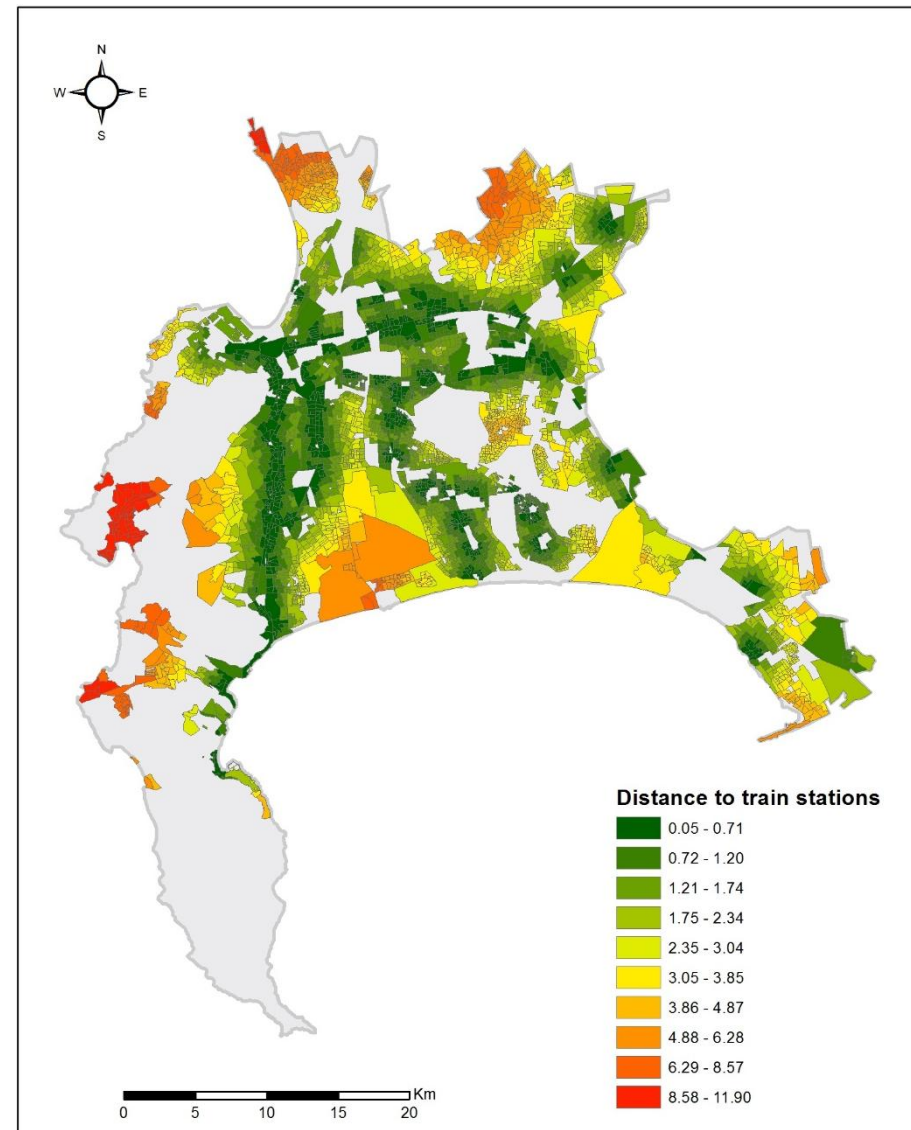 N
W E
S
Distance to train stations
0.05 - 0.71
0.72 - 1.20
1.21 - 1.74
1.75 - 2.34
2.35 - 3.04
3.05 - 3.85
3.86 - 4.87
4.88 - 6.28
6.29 - 8.57
8.58 - 11.90
Km
0 5 10 15 20